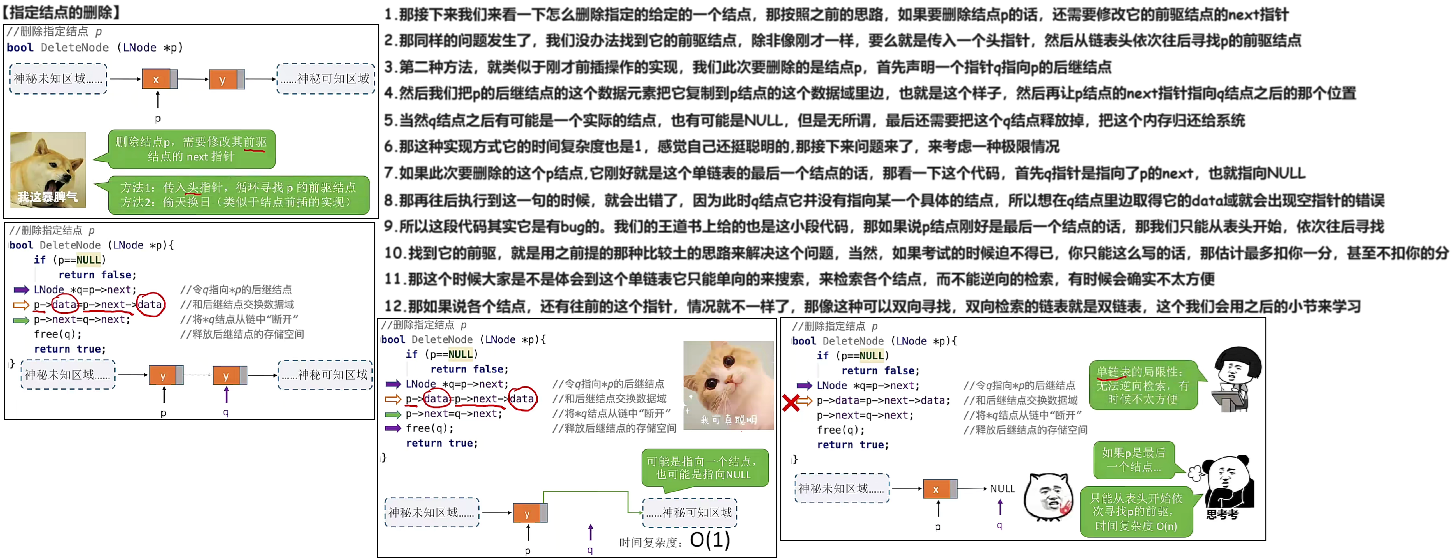 【指定结点的删除】
//删除指定结点 p
bool DeleteNode (LNode *p)
神秘未知区域……
x
y
……神秘可知区域
p
删除结点p，需要修改其前驱
结点的 next 指针
我这暴脾气
方法1：传入头指针，循环寻找 p 的前驱结点
方法2：偷天换日（类似于结点前插的实现）
//删除指定结点 p
bool DeleteNode (LNode *p){
if (p==NULL)
return false;
LNode *q=p->next; //令q指向*p的后继结点
p->data=p->next->data //和后继结点交换数据域
p->next=q->next; //将*q结点从链中“断开”
free(q); //释放后继结点的存储空间
return true;
}
神秘未知区域……
y
y
……神秘可知区域
p
q
1.那接下来我们来看一下怎么删除指定的给定的一个结点，那按照之前的思路，如果要删除结点p的话，还需要修改它的前驱结点的next指针
2.那同样的问题发生了，我们没办法找到它的前驱结点，除非像刚才一样，要么就是传入一个头指针，然后从链表头依次往后寻找p的前驱结点
3.第二种方法，就类似于刚才前插操作的实现，我们此次要删除的是结点p，首先声明一个指针q指向p的后继结点
4.然后我们把p的后继结点的这个数据元素把它复制到p结点的这个数据域里边，也就是这个样子，然后再让p结点的next指针指向q结点之后的那个位置
5.当然q结点之后有可能是一个实际的结点，也有可能是NULL，但是无所谓，最后还需要把这个q结点释放掉，把这个内存归还给系统
6.那这种实现方式它的时间复杂度也是1，感觉自己还挺聪明的,那接下来问题来了，来考虑一种极限情况
7.如果此次要删除的这个p结点,它刚好就是这个单链表的最后一个结点的话，那看一下这个代码，首先q指针是指向了p的next，也就指向NULL
8.那再往后执行到这一句的时候，就会出错了，因为此时q结点它并没有指向某一个具体的结点，所以想在q结点里边取得它的data域就会出现空指针的错误
9.所以这段代码其实它是有bug的。我们的王道书上给的也是这小段代码，那如果说p结点刚好是最后一个结点的话，那我们只能从表头开始，依次往后寻找
10.找到它的前驱，就是用之前提的那种比较土的思路来解决这个问题，当然，如果考试的时候迫不得已，你只能这么写的话，那估计最多扣你一分，甚至不扣你的分
11.那这个时候大家是不是体会到这个单链表它只能单向的来搜索，来检索各个结点，而不能逆向的检索，有时候会确实不太方便
12.那如果说各个结点，还有往前的这个指针，情况就不一样了，那像这种可以双向寻找，双向检索的链表就是双链表，这个我们会用之后的小节来学习
//删除指定结点 p
bool DeleteNode (LNode *p){
if (p==NULL)
return false;
LNode *q=p->next; //令q指向*p的后继结点
p->data=p->next->data; //和后继结点交换数据域
p->next=q->next; //将*q结点从链中“断开”
free(q); //释放后继结点的存储空间
return true;
}
我可真聪明
可能是指向一个结点，
也可能是指向NULL
神秘未知区域……
y
……神秘可知区域
p
q
时间复杂度：O(1)
//删除指定结点 p
bool DeleteNode (LNode *p){
if (p==NULL)
return false;
LNode *q=p->next; //令q指向*p的后继结点
p->data=p->next->data; //和后继结点交换数据域
p->next=q->next; //将*q结点从链中“断开”
free(q); //释放后继结点的存储空间
return true;
}
单链表的局限性：
无法逆向检索，有
时候不太方便
如果p是最后
一个结点…
神秘未知区域……
x
NULL
p
q
只能从表头开始依
次寻找p的前驱，
时间复杂度 O(n)
思考考